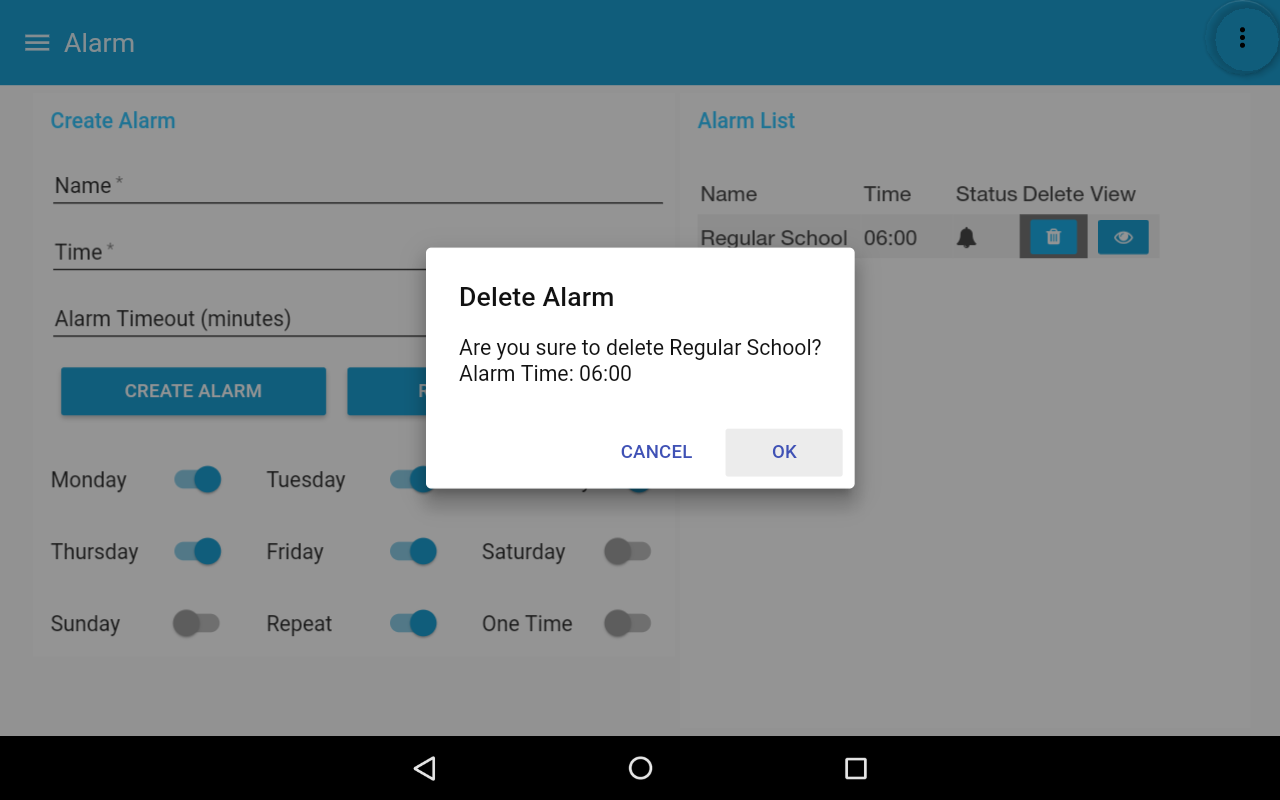 Alarm
Create Alarm
Name *
Time *
Alarm Timeout (minutes)
CREATE ALARM
Monday
Tuesday
Thursday
Friday
Saturday
Sunday
Repeat
One Time
Alarm List
Name Time Status Delete View
Regular School 06:00
Delete Alarm
Are you sure to delete Regular School?
Alarm Time: 06:00
CANCEL OK